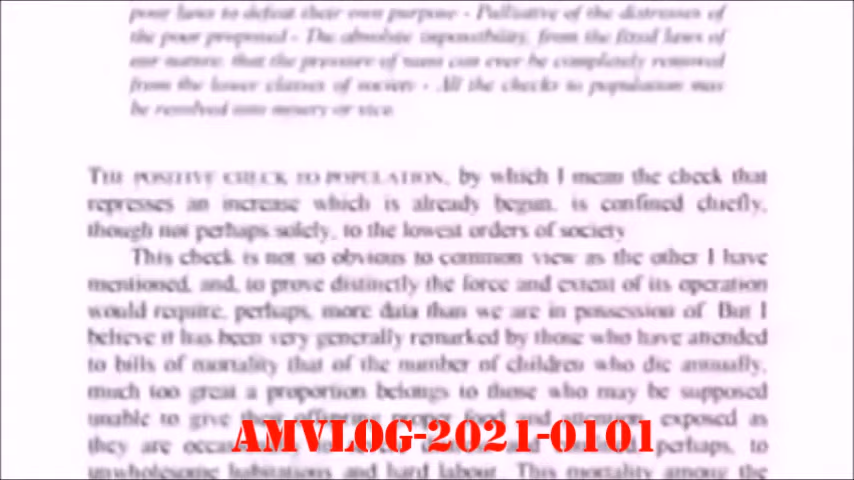 poor laws to defeat their own purpose - Palliative of the distresses of
the poor proposed - The absolute impossibility, from the fixed laws of
our nature, that the pressure of want can ever be completely removed
from the lower classes of society - All the checks to population may
be resolved into misery or vice.
THE POSITIVE CHECK TO POPULATION, by which I mean the check that
represses an increase which is already begun, is confined chiefly,
though not perhaps solely, to the lowest orders of society.
This check is not so obvious to common view as the other I have
mentioned, and, to prove distinctly the force and extent of its operation
would require, perhaps, more data than we are in possession of. But I
believe it has been very generally remarked by those who have attended
to bills of mortality that of the number of children who die annually,
much too great a proportion belongs to those who may be supposed
unable to give their offspring proper food and attention, exposed as
they are occa and perhaps, to
AMVLOG-2021-0101
unwholesome habitations and hard labour. This mortality among the